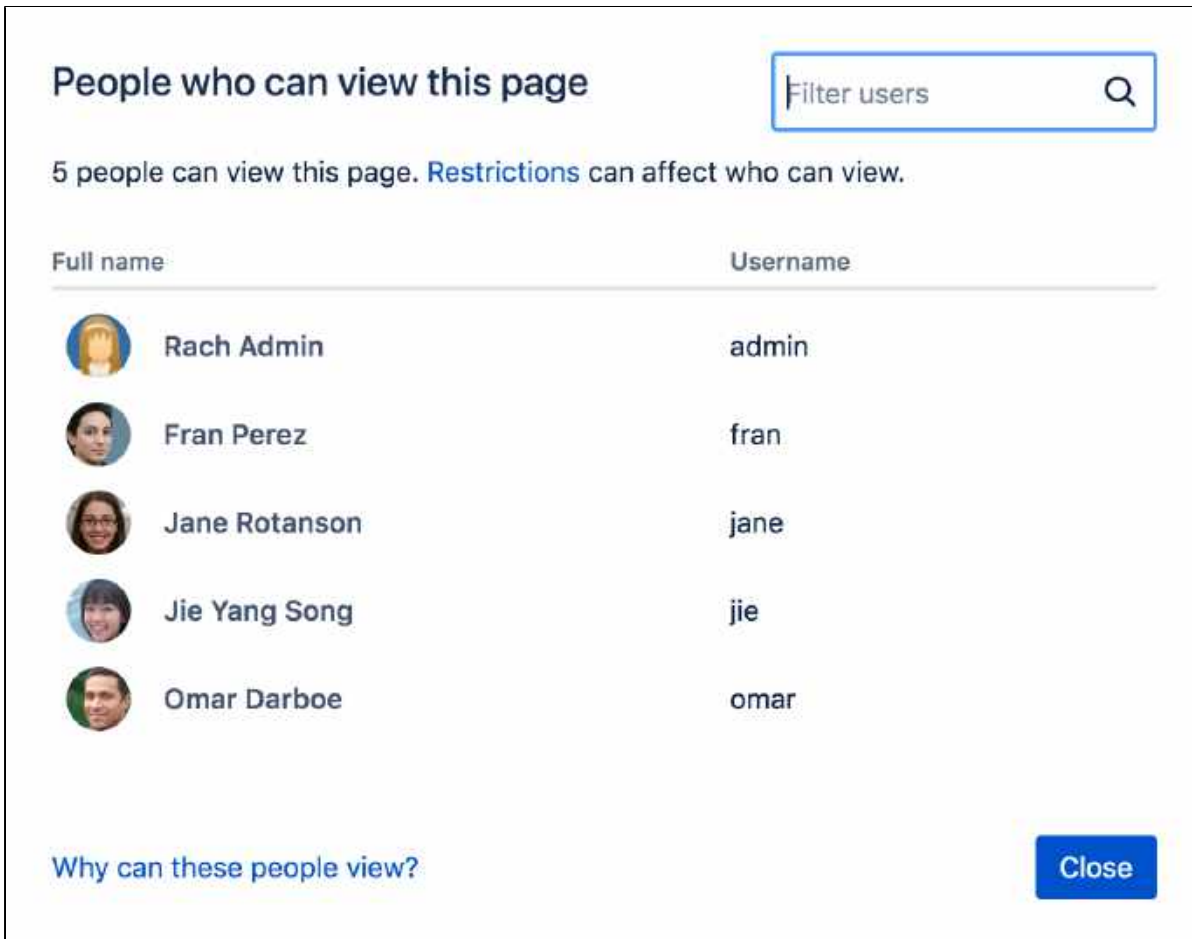 People who can view this page
Filter users
5 people can view this page. Restrictions can affect who can view.
Full name Username
Rach Admin admin
Fran Perez fran
Jane Rotanson jane
Jie Yang Song jie
Omar Darboe omar
Why can these people view? Close